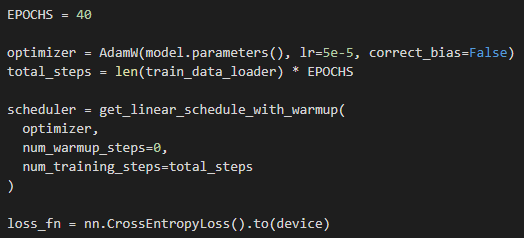 EPOCHS = 40
optimizer = AdamW(model.parameters(), lr=5e-5, correct_bias=False)
total_steps = len(train_data_loader) * EPOCHS
scheduler = get_linear_schedule_with_warmup(
  optimizer,
  num_warmup_steps=0,
  num_training_steps=total_steps
)
loss_fn = nn.CrossEntropyLoss().to(device)